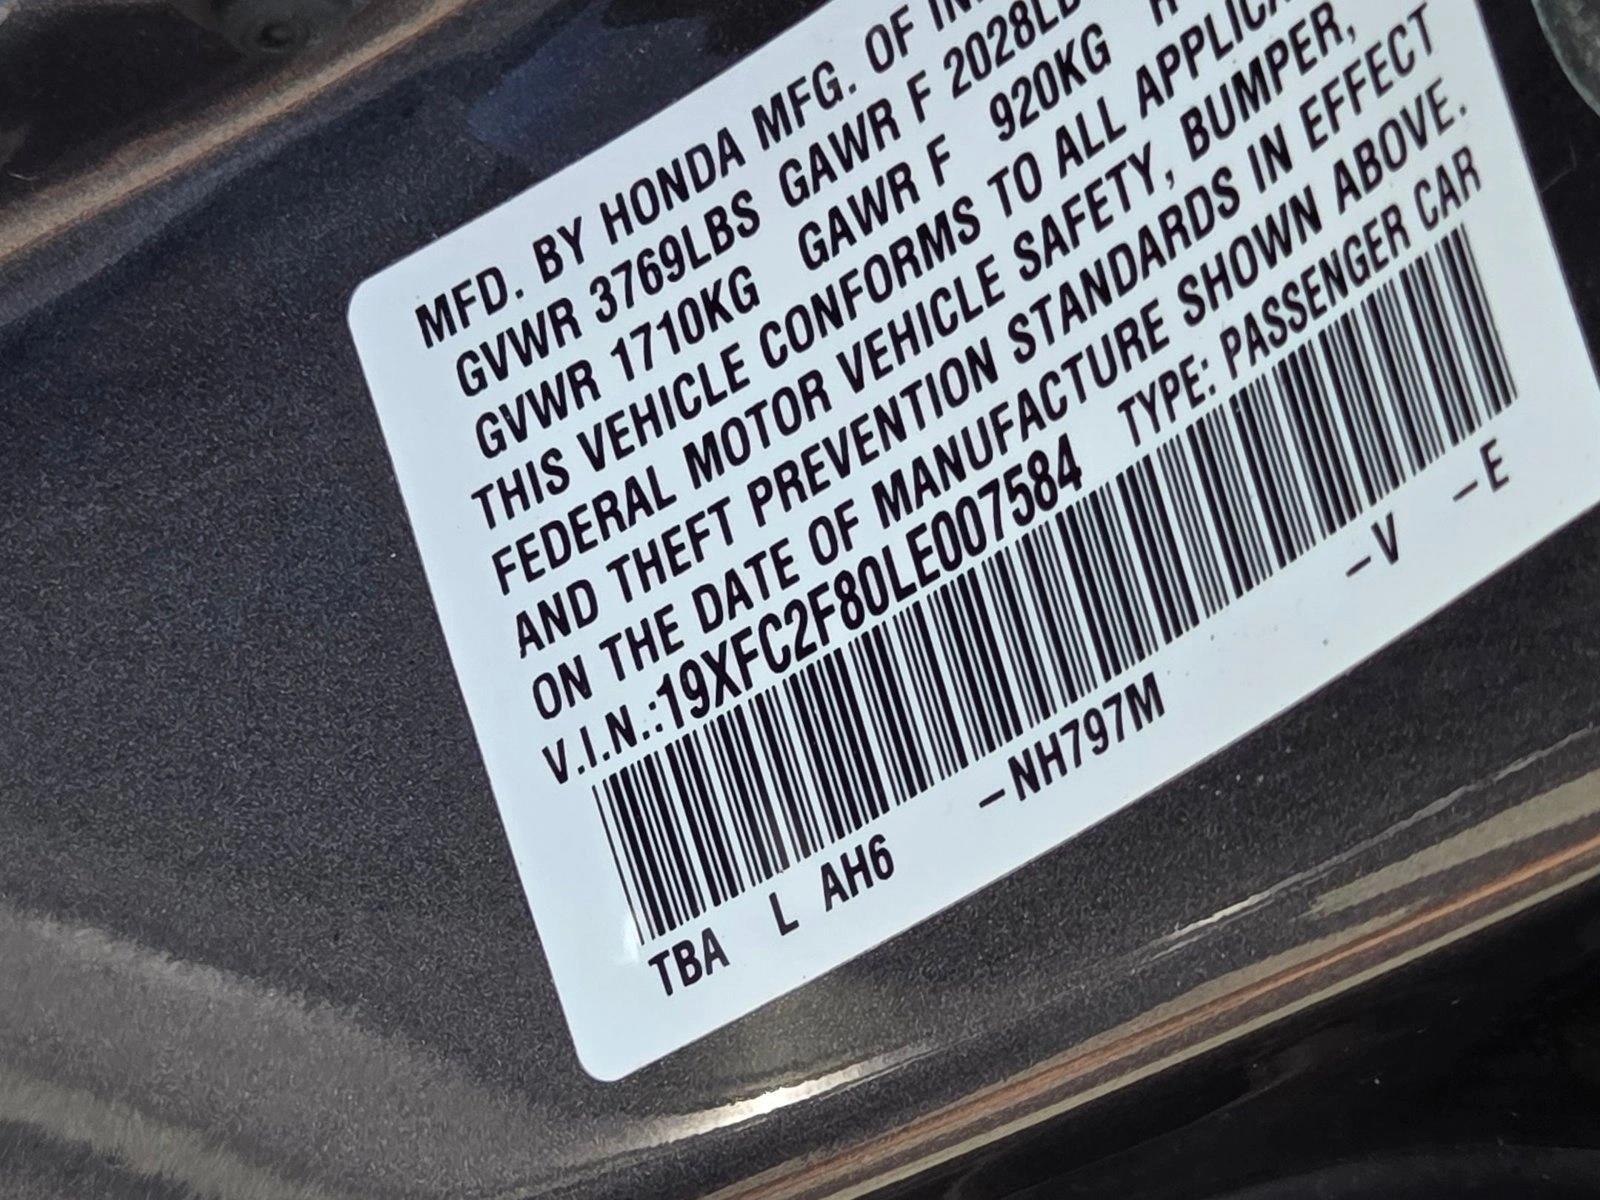 MFD. BY HONDA MFG. OF
GVWR 3769LBS GAWR F 2028LB
GVWR 1710KG GAWR F 920KG
THIS VEHICLE CONFORMS TO ALL
FEDERAL MOTOR VEHICLE SAFETY, BUMPER,
AND THEFT PREVENTION STANDARDS IN EFFECT
ON THE DATE OF MANUFACTURE SHOWN ABOVE.
V.I.N.:19XFC2F80LE007584 TYPE: PASSENGER CAR
TBA L AH6 -NH797M -V -E